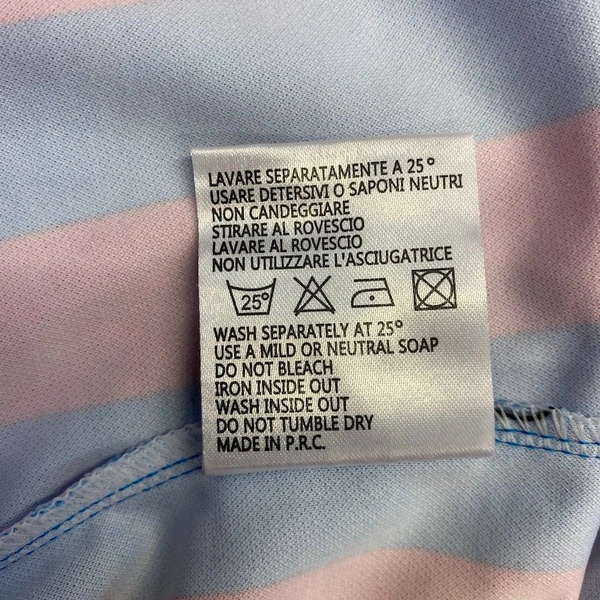 LAVARE SEPARATAMENTE A 25°
USARE DETERSIVI O SAPONI NEUTRI
NON CANDEGGIARE
STIRARE AL ROVESCIO
LAVARE AL ROVESCIO
NON UTILIZZARE L'ASCIUGATRICE
25°
WASH SEPARATELY AT 25°
USE A MILD OR NEUTRAL SOAP
DO NOT BLEACH
IRON INSIDE OUT
WASH INSIDE OUT
DO NOT TUMBLE DRY
MADE IN P.R.C.